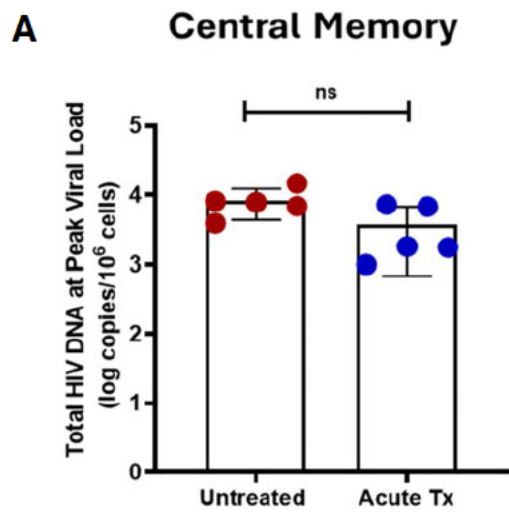 A
Central Memory
ns
Total HIV DNA at Peak Viral Load
(log copies/10⁶ cells)
5
4
3
2
1
0
Untreated
Acute Tx